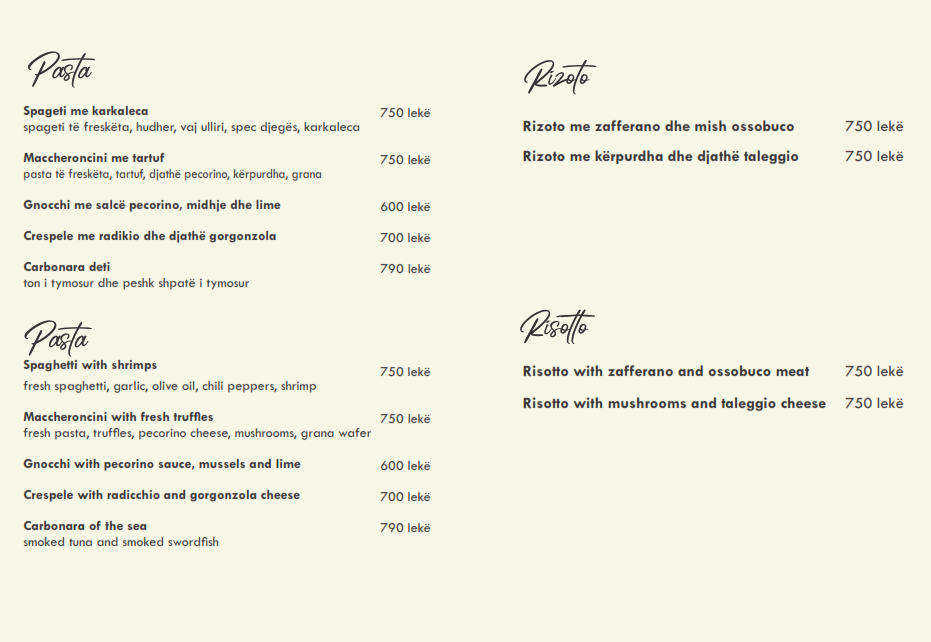 Pasta
Spageti me karkaleca 750 lekë
spageti të freskëta, hudher, vaj ulliri, spec djegës, karkaleca
Maccheroncini me tartuf 750 lekë
pasta të freskëta, tartuf, djathë pecorino, kërpurdha, grana
Gnocchi me salcë pecorino, midhje dhe lime 600 lekë
Crespele me radikio dhe djathë gorgonzola 700 lekë
Carbonara deti 790 lekë
ton i tymosur dhe peshk shpatë i tymosur
Pasta
Spaghetti with shrimps 750 lekë
fresh spaghetti, garlic, olive oil, chili peppers, shrimp
Maccheroncini with fresh truffles 750 lekë
fresh pasta, truffles, pecorino cheese, mushrooms, grana wafer
Gnocchi with pecorino sauce, mussels and lime 600 lekë
Crespele with radicchio and gorgonzola cheese 700 lekë
Carbonara of the sea 790 lekë
smoked tuna and smoked swordfish
Rizoto
Rizoto me zafferano dhe mish ossobuco 750 lekë
Rizoto me kërpurdha dhe djathë taleggio 750 lekë
Risotto
Risotto with zafferano and ossobuco meat 750 lekë
Risotto with mushrooms and taleggio cheese 750 lekë